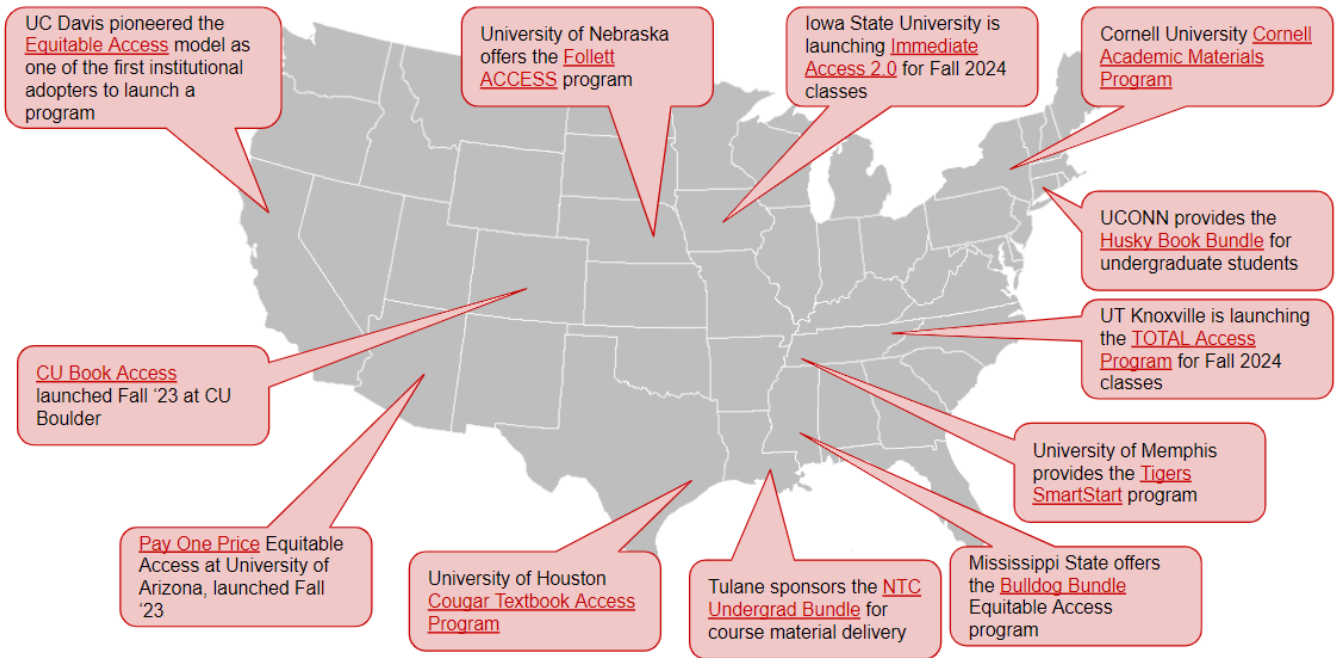 UC Davis pioneered the
Equitable Access model as
one of the first institutional
adopters to launch a
program
University of Nebraska
offers the Follett
ACCESS program
Iowa State University is
launching Immediate
Access 2.0 for Fall 2024
classes
Cornell University Cornell
Academic Materials
Program
UCONN provides the
Husky Book Bundle for
undergraduate students
UT Knoxville is launching
the TOTAL Access
Program for Fall 2024
classes
CU Book Access
launched Fall ‘23 at CU
Boulder
University of Memphis
provides the Tigers
SmartStart program
Pay One Price Equitable
Access at University of
Arizona, launched Fall
‘23
University of Houston
Cougar Textbook Access
Program
Tulane sponsors the NTC
Undergrad Bundle for
course material delivery
Mississippi State offers
the Bulldog Bundle
Equitable Access
program